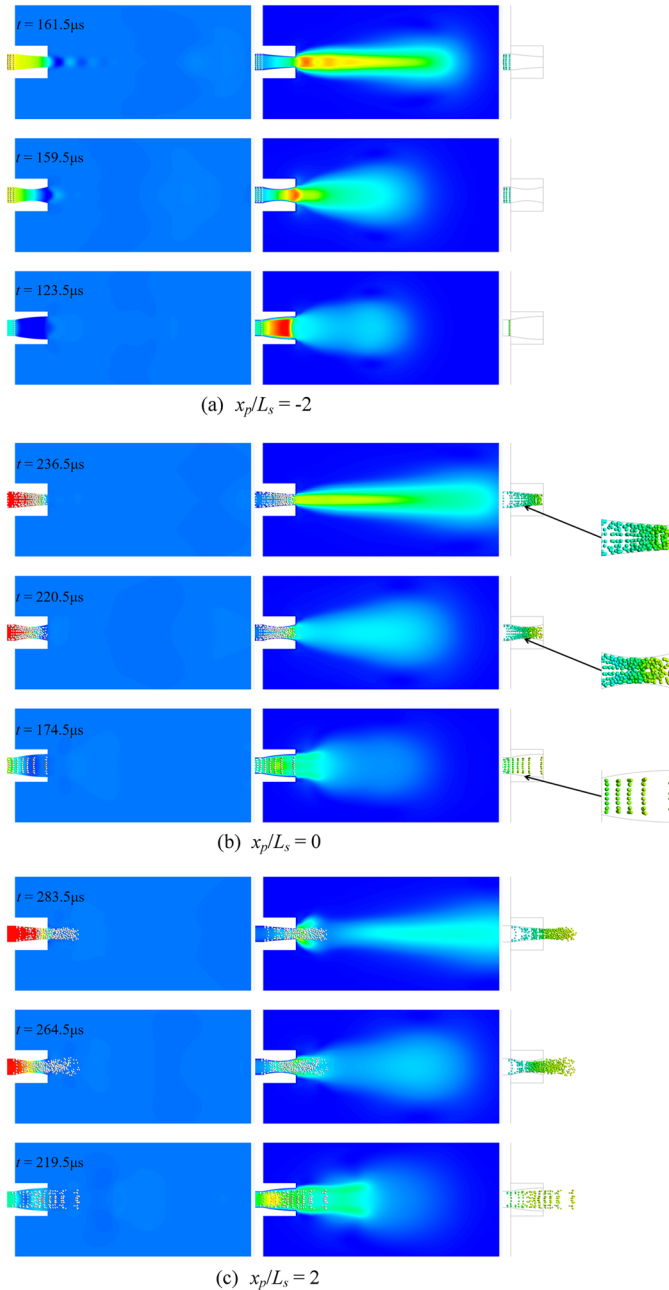 t = 161.5μs
t = 159.5μs
t = 123.5μs
(a) xp/Ls = -2
t = 236.5μs
t = 220.5μs
t = 174.5μs
(b) xp/Ls = 0
t = 283.5μs
t = 264.5μs
t = 219.5μs
(c) xp/Ls = 2